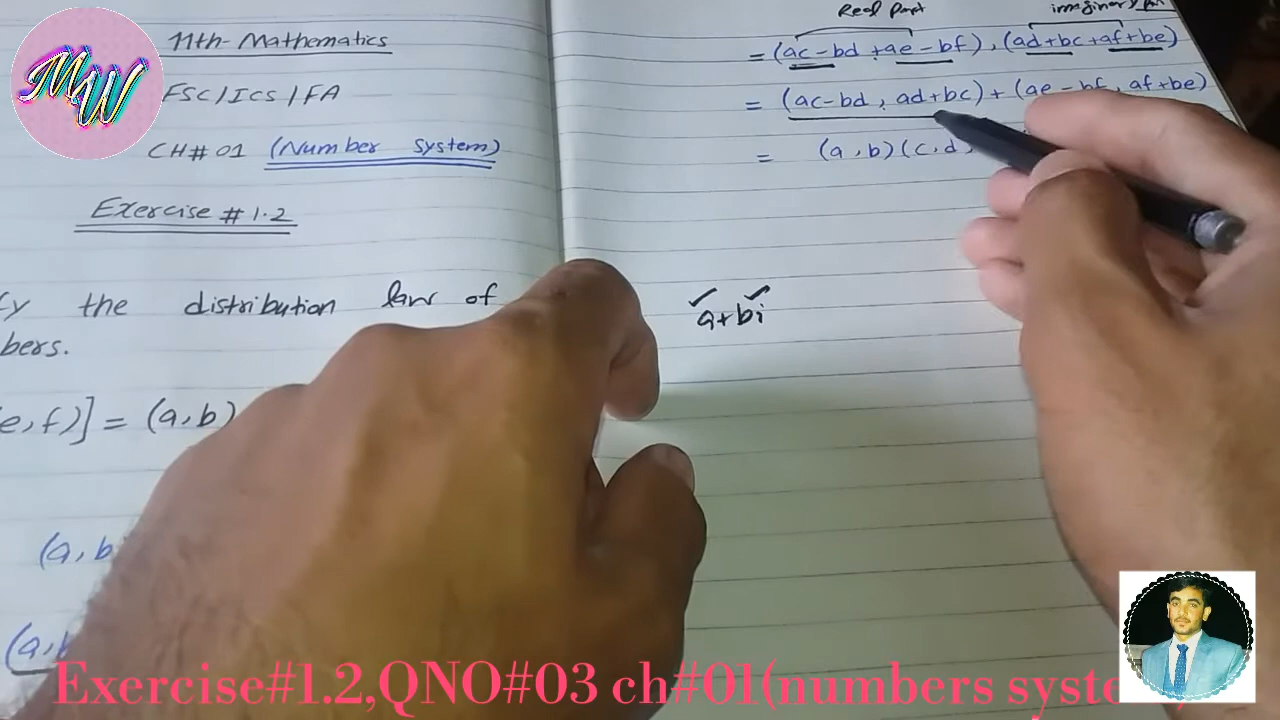 MW
11th- Mathematics
FSC/ICS/FA
CH# 01 (Number system)
Exercise # 1.2
the distribution law of
bers.
e,f)] = (a,b)
(a,b
(a,b
Real Part imaginary
= (ac-bd+ae-bf),(ad+bc+af+be)
= (ac-bd, ad+bc)+(ae-bf, af+be)
= (a,b)(c,d
a+bi
Exercise#1.2,QNO#03 ch#01(numbers syste